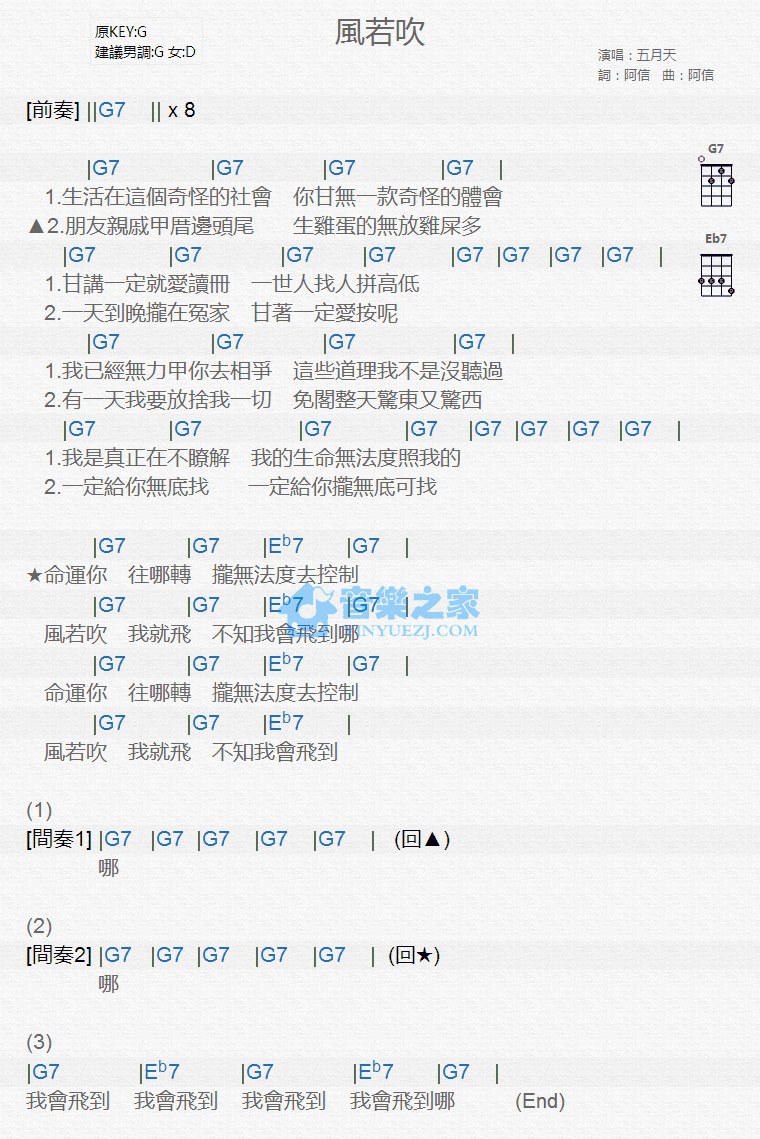 原KEY:G
建議男調:G 女:D
風若吹
演唱：五月天
詞：阿信 曲：阿信
[前奏] ||G7 || x 8
G7
|G7 |G7 |G7 |G7 |
1.生活在這個奇怪的社會 你甘無一款奇怪的體會
▲2.朋友親戚甲厝邊頭尾 生雞蛋的無放雞屎多
Eb7
|G7 |G7 |G7 |G7 |G7 |G7 |G7 |G7 |
1.甘講一定就愛讀冊 一世人找人拼高低
2.一天到晚攏在冤家 甘著一定愛按呢
|G7 |G7 |G7 |G7 |
1.我已經無力甲你去相爭 這些道理我不是沒聽過
2.有一天我要放捨我一切 免閣整天驚東又驚西
|G7 |G7 |G7 |G7 |G7 |G7 |G7 |G7 |
1.我是真正在不瞭解 我的生命無法度照我的
2.一定給你無底找 一定給你攏無底可找
|G7 |G7 |Eb7 |G7 |
★命運你 往哪轉 攏無法度去控制
|G7 |G7 |Eb7 |G7 |
風若吹 我就飛 不知我會飛到哪
音樂之家
YINYUEZJ.COM
|G7 |G7 |Eb7 |G7 |
命運你 往哪轉 攏無法度去控制
|G7 |G7 |Eb7 |
風若吹 我就飛 不知我會飛到
(1)
[間奏1] |G7 |G7 |G7 |G7 |G7 | (回▲)
哪
(2)
[間奏2] |G7 |G7 |G7 |G7 |G7 | (回★)
哪
(3)
|G7 |Eb7 |G7 |Eb7 |G7 |
我會飛到 我會飛到 我會飛到 我會飛到哪 (End)